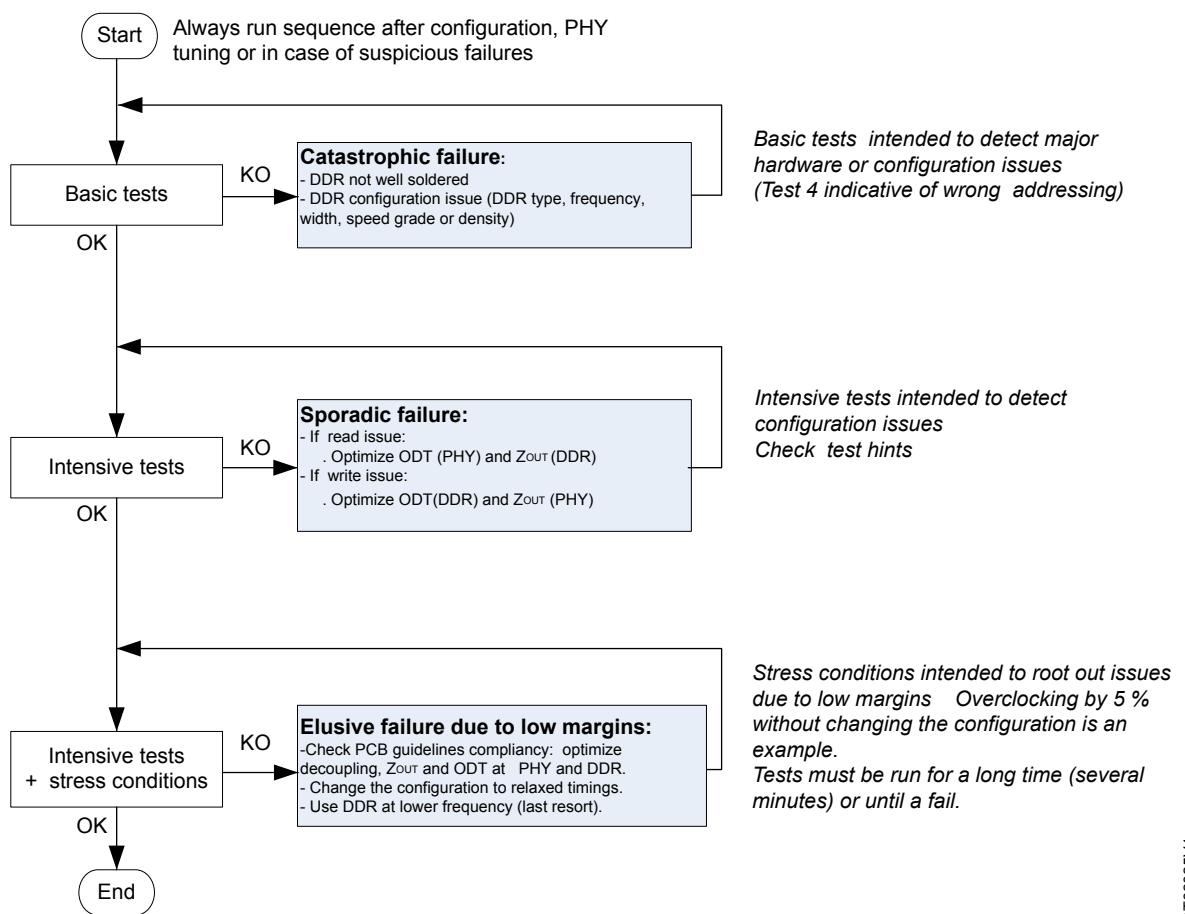 Start
Always run sequence after configuration, PHY
tuning or in case of suspicious failures
Basic tests
KO
OK
Catastrophic failure:
- DDR not well soldered
- DDR configuration issue (DDR type, frequency,
width, speed grade or density)
Basic tests intended to detect major
hardware or configuration issues
(Test 4 indicative of wrong addressing)
Intensive tests
KO
OK
Sporadic failure:
- If read issue:
. Optimize ODT (PHY) and ZOUT (DDR)
- If write issue:
. Optimize ODT(DDR) and ZOUT (PHY)
Intensive tests intended to detect
configuration issues
Check test hints
Intensive tests
+ stress conditions
KO
OK
Elusive failure due to low margins:
-Check PCB guidelines compliancy: optimize
decoupling, ZOUT and ODT at PHY and DDR.
- Change the configuration to relaxed timings.
- Use DDR at lower frequency (last resort).
Stress conditions intended to root out issues
due to low margins Overclocking by 5 %
without changing the configuration is an
example.
Tests must be run for a long time (several
minutes) or until a fail.
End